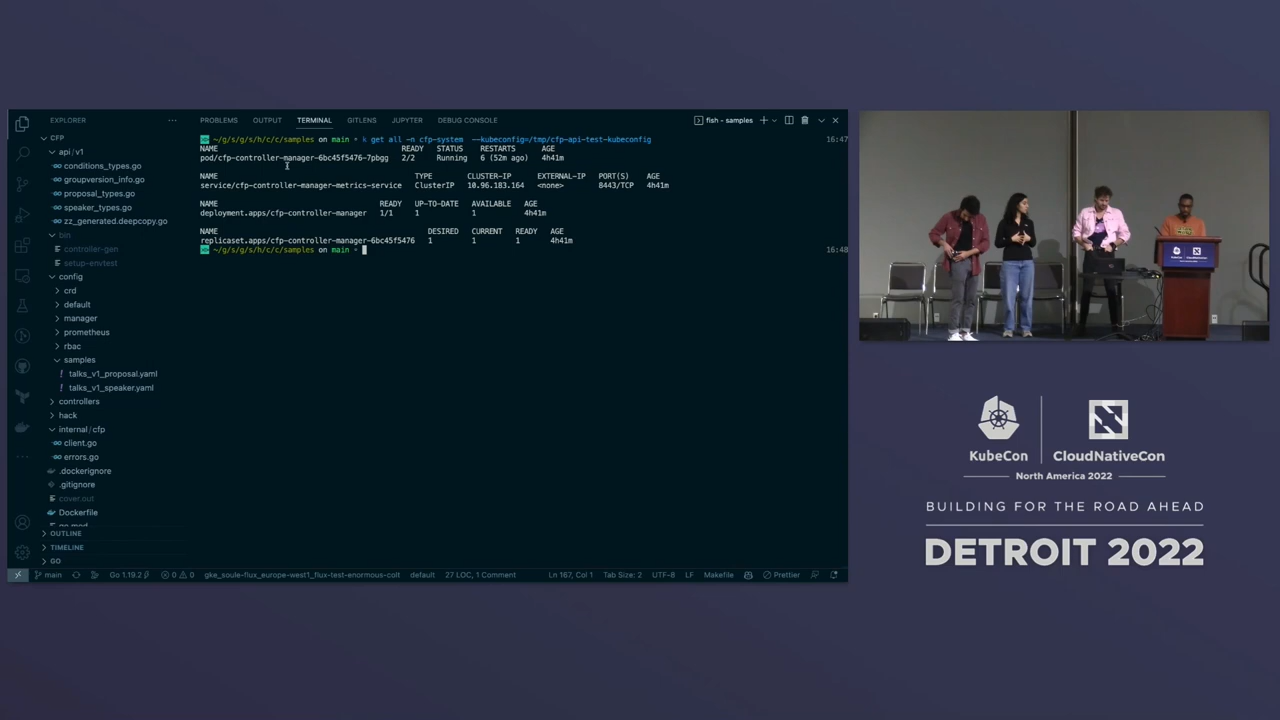 EXPLORER
PROBLEMS OUTPUT TERMINAL GITLENS JUPYTER DEBUG CONSOLE
fish - samples
CFP
api/v1
conditions_types.go
groupversion_info.go
proposal_types.go
speaker_types.go
zz_generated.deepcopy.go
bin
controller-gen
setup-envtest
config
crd
default
manager
prometheus
rbac
samples
talks_v1_proposal.yaml
talks_v1_speaker.yaml
controllers
hack
internal/cfp
client.go
errors.go
.dockerignore
.gitignore
cover.out
Dockerfile
go.mod
OUTLINE
TIMELINE
GO
~/g/s/g/s/h/c/c/samples on main k get all -n cfp-system --kubeconfig=/tmp/cfp-api-test-kubeconfig 16:47
NAME READY STATUS RESTARTS AGE
pod/cfp-controller-manager-6bc45f5476-7pbgg 2/2 Running 6 (52m ago) 4h41m
NAME TYPE CLUSTER-IP EXTERNAL-IP PORT(S) AGE
service/cfp-controller-manager-metrics-service ClusterIP 10.96.183.164 <none> 8443/TCP 4h41m
NAME READY UP-TO-DATE AVAILABLE AGE
deployment.apps/cfp-controller-manager 1/1 1 1 4h41m
NAME DESIRED CURRENT READY AGE
replicaset.apps/cfp-controller-manager-6bc45f5476 1 1 1 4h41m
~/g/s/g/s/h/c/c/samples on main 16:48
main Go 1.19.2 0 0 gke_soule-flux_europe-west1_flux-test-enormous-colt default 27 LOC, 1 Comment Ln 167, Col 1 Tab Size: 2 UTF-8 LF Makefile Prettier
KubeCon CloudNativeCon
North America 2022
BUILDING FOR THE ROAD AHEAD
DETROIT 2022